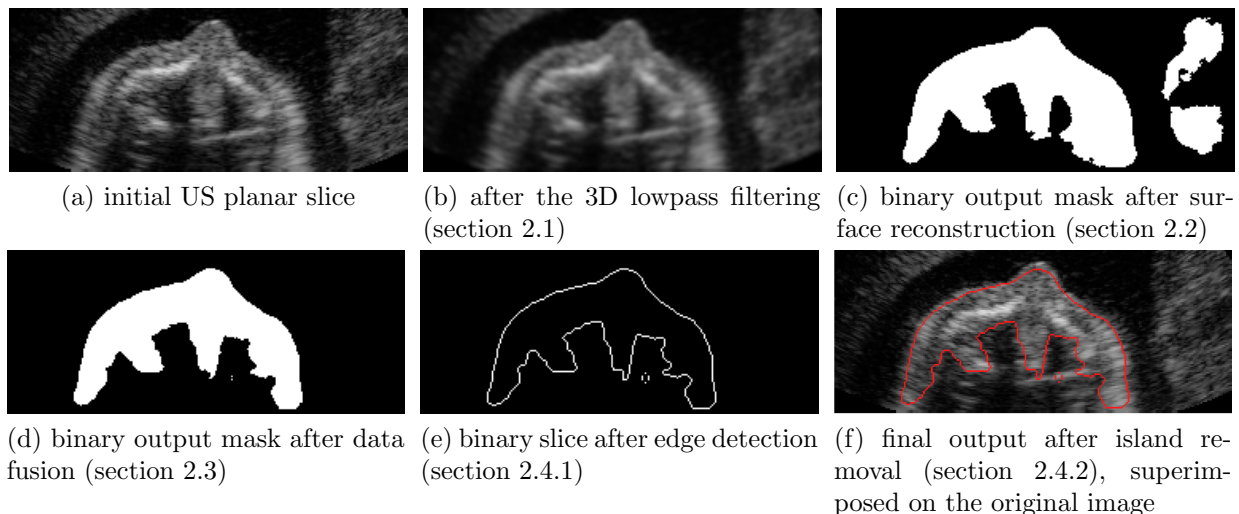 (a) initial US planar slice
(b) after the 3D lowpass filtering
(section 2.1)
(c) binary output mask after sur-
face reconstruction (section 2.2)
(d) binary output mask after data
fusion (section 2.3)
(e) binary slice after edge detection
(section 2.4.1)
(f) final output after island re-
moval (section 2.4.2), superim-
posed on the original image